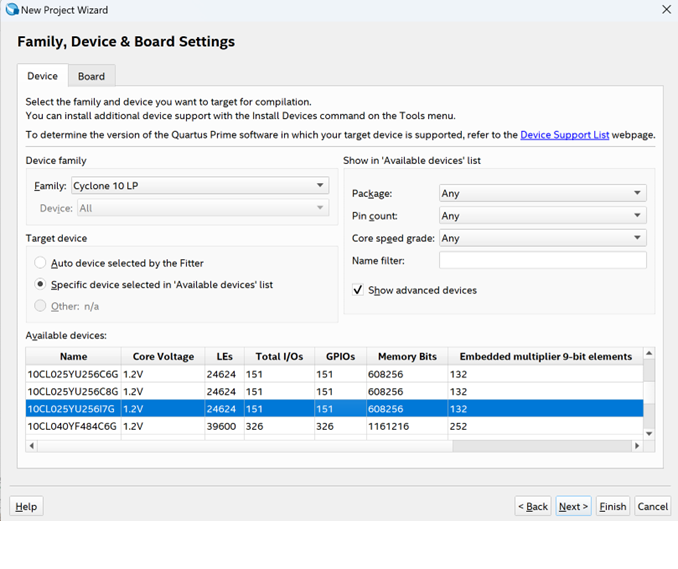 New Project Wizard
Family, Device & Board Settings
Device Board
Select the family and device you want to target for compilation.
You can install additional device support with the Install Devices command on the Tools menu.
To determine the version of the Quartus Prime software in which your target device is supported, refer to the Device Support List webpage.
Device family
Family: Cyclone 10 LP
Device: All
Show in 'Available devices' list
Package: Any
Pin count: Any
Core speed grade: Any
Name filter:
Show advanced devices
Target device
Auto device selected by the Fitter
Specific device selected in 'Available devices' list
Other: n/a
Available devices:
Name Core Voltage LEs Total I/Os GPIOs Memory Bits Embedded multiplier 9-bit elements
10CL025YU256C6G 1.2V 24624 151 151 608256 132
10CL025YU256C8G 1.2V 24624 151 151 608256 132
10CL025YU256I7G 1.2V 24624 151 151 608256 132
10CL040YF484C6G 1.2V 39600 326 326 1161216 252
Help < Back Next > Finish Cancel